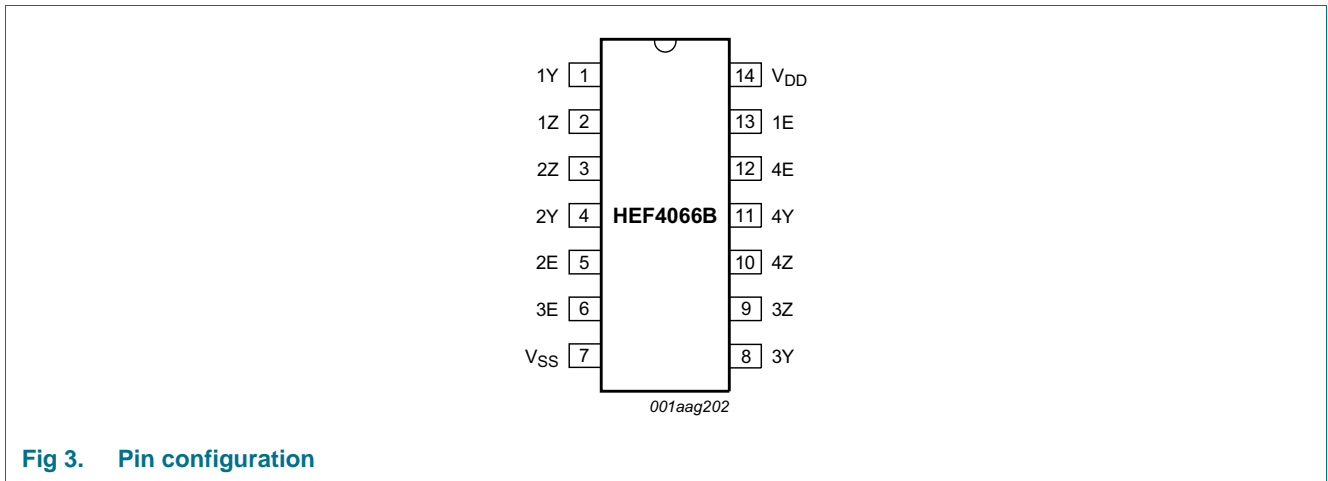 1Y 1 14 VDD
1Z 2 13 1E
2Z 3 12 4E
2Y 4 HEF4066B 11 4Y
2E 5 10 4Z
3E 6 9 3Z
VSS 7 8 3Y
001aag202
Fig 3. Pin configuration